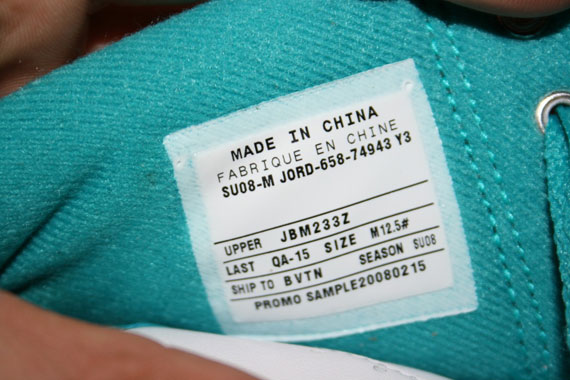 MADE IN CHINA
FABRIQUE EN CHINE
SU08-M JORD-658-74943 Y3
UPPER JBM233Z
LAST QA-15 SIZE M12.5#
SHIP TO BVTN SEASON SU08
PROMO SAMPLE20080215